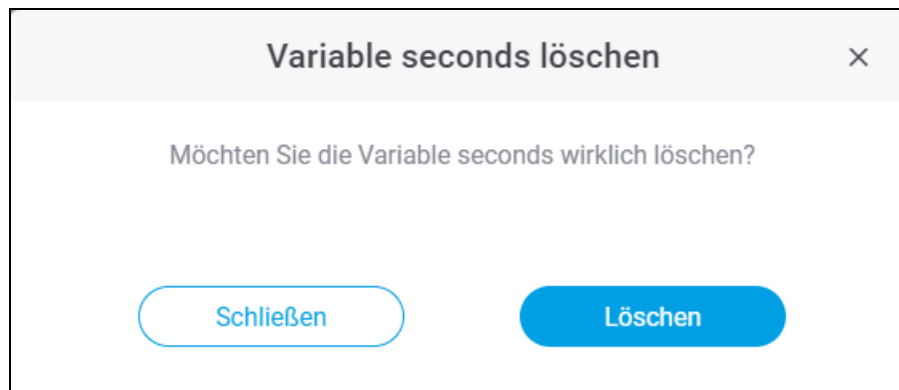 Variable seconds löschen
Möchten Sie die Variable seconds wirklich löschen?
Schließen
Löschen